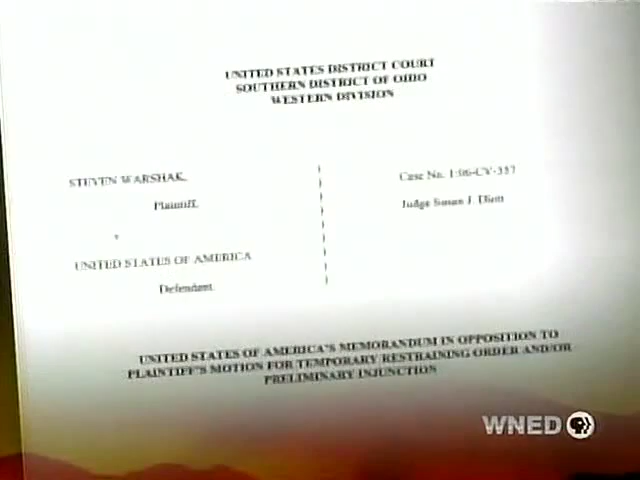 UNITED STATES DISTRICT COURT
SOUTHERN DISTRICT OF OHIO
WESTERN DIVISION
STEVEN WARSHAK,
Plaintiff,
v
UNITED STATES OF AMERICA
Defendant
Case No. 1:06-CV-357
Judge Susan J. Dlott
UNITED STATES OF AMERICA'S MEMORANDUM IN OPPOSITION TO
PLAINTIFF'S MOTION FOR TEMPORARY RESTRAINING ORDER AND/OR
PRELIMINARY INJUNCTION
WNED